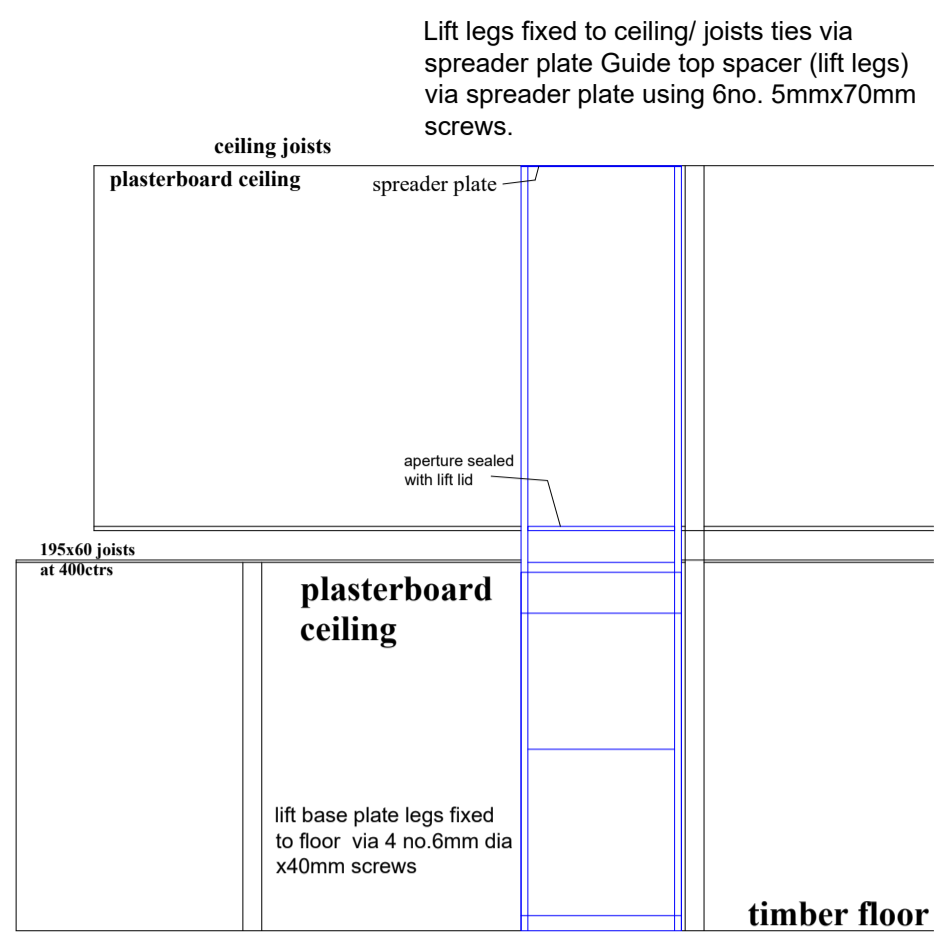 Lift legs fixed to ceiling/ joists ties via
spreader plate Guide top spacer (lift legs)
via spreader plate using 6no. 5mmx70mm
screws.
ceiling joists
plasterboard ceiling
spreader plate
aperture sealed
with lift lid
195x60 joists
at 400ctrs
plasterboard
ceiling
lift base plate legs fixed
to floor  via 4 no.6mm dia
x40mm screws
timber floor